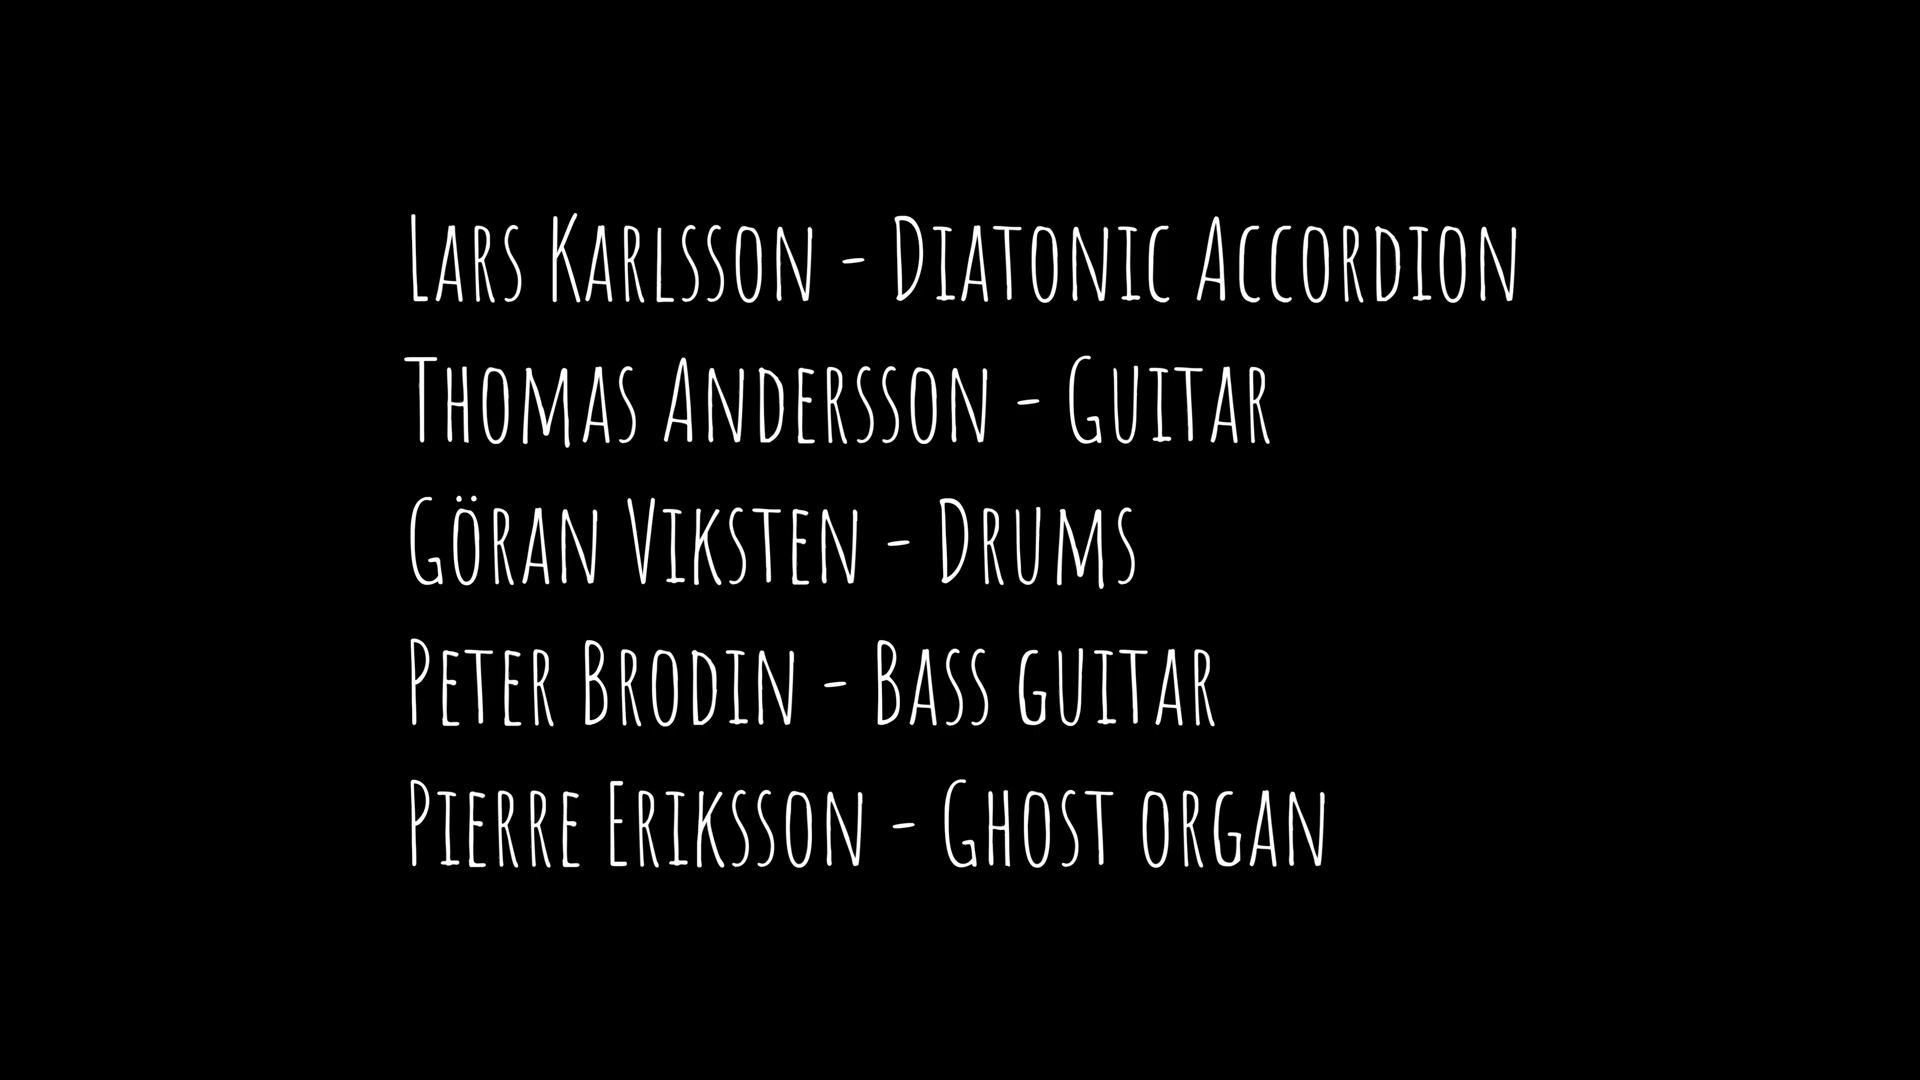 Lars Karlsson - Diatonic Accordion
Thomas Andersson - Guitar
Göran Viksten - Drums
Peter Brodin - Bass guitar
Pierre Eriksson - Ghost organ